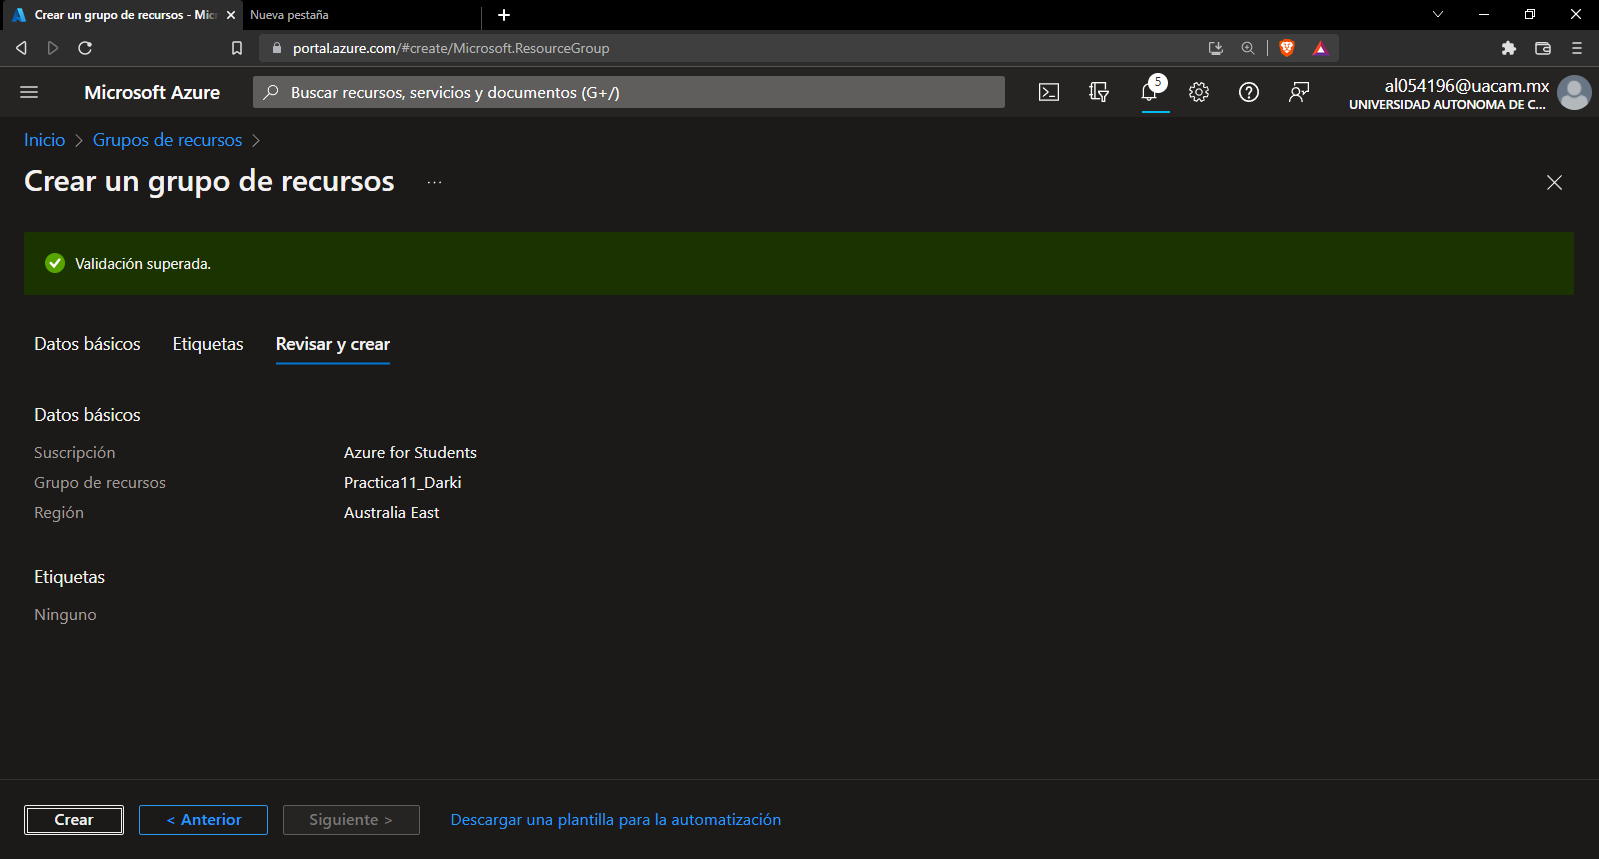 Crear un grupo de recursos - Mic
Nueva pestaña
portal.azure.com/#create/Microsoft.ResourceGroup
Microsoft Azure
Buscar recursos, servicios y documentos (G+/)
5
al054196@uacam.mx
UNIVERSIDAD AUTONOMA DE C...
Inicio > Grupos de recursos >
Crear un grupo de recursos ...
Validación superada.
Datos básicos Etiquetas Revisar y crear
Datos básicos
Suscripción Azure for Students
Grupo de recursos Practica11_Darki
Región Australia East
Etiquetas
Ninguno
Crear < Anterior Siguiente > Descargar una plantilla para la automatización